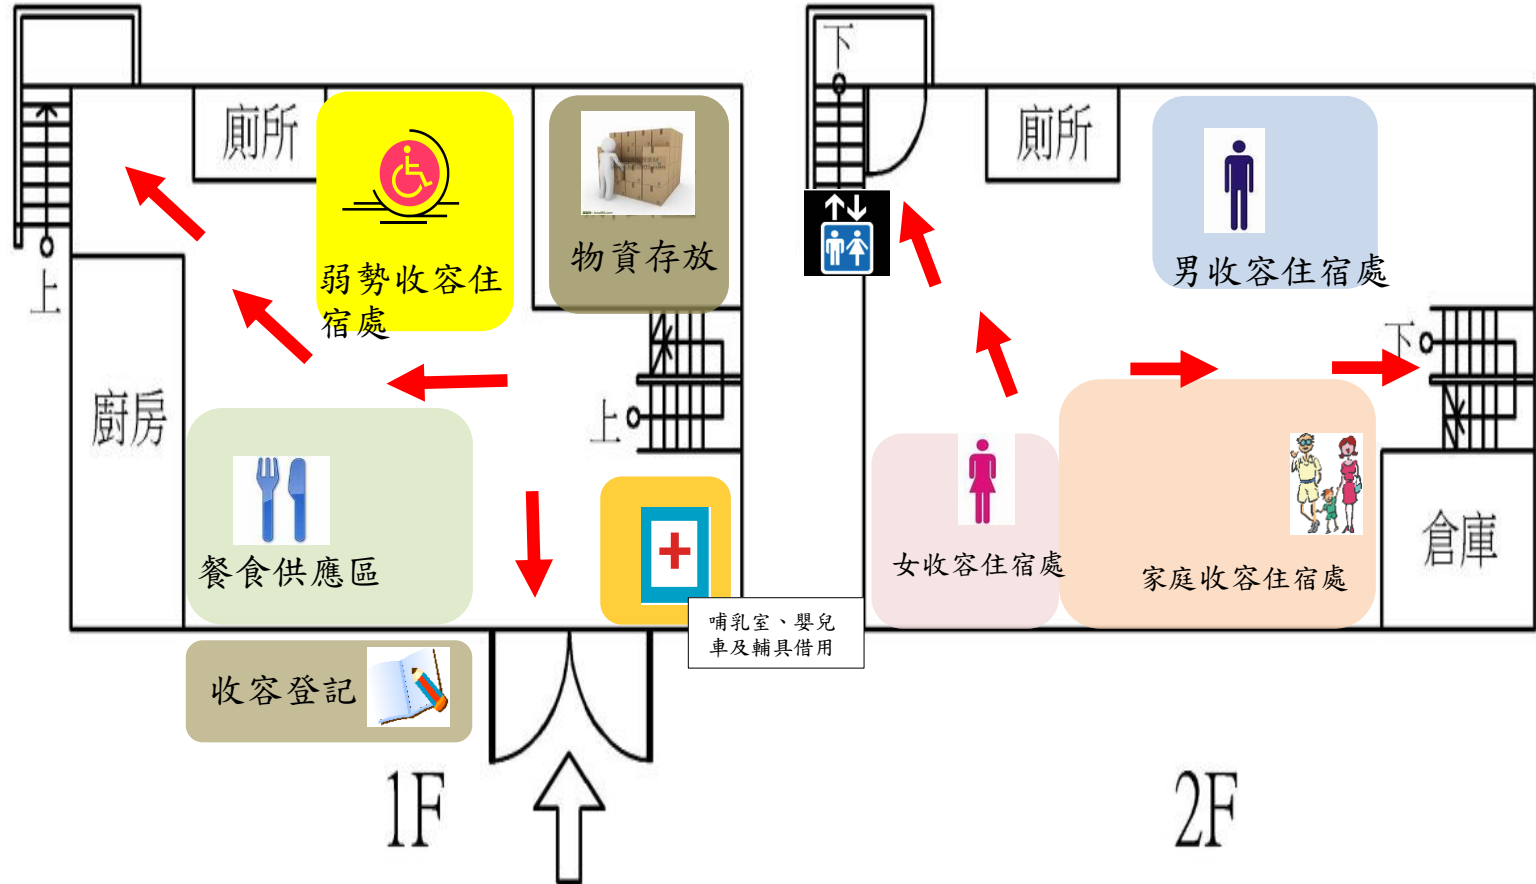 廁所
弱勢收容住
宿處
物資存放
上
廚房
上
餐食供應區
哺乳室、嬰兒
車及輔具借用
收容登記
1F
下
廁所
男收容住宿處
下
女收容住宿處
家庭收容住宿處
倉庫
2F